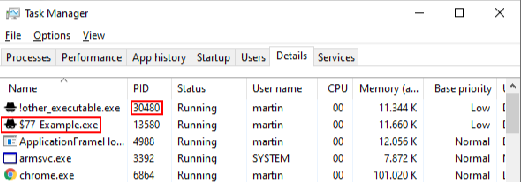 Task Manager
File Options View
Processes Performance App history Startup Users Details Services
Name PID Status User name CPU Memory (a... Base priority
!other_executable.exe 30480 Running martin 00 11.344 K Low
$77-Example.exe 13580 Running martin 00 11.660 K Low
ApplicationFrameHo... 4988 Running martin 00 12.056 K Normal
armsvc.exe 3392 Running SYSTEM 00 7.872 K Normal
chrome.exe 6864 Running martin 00 101.020 K Normal